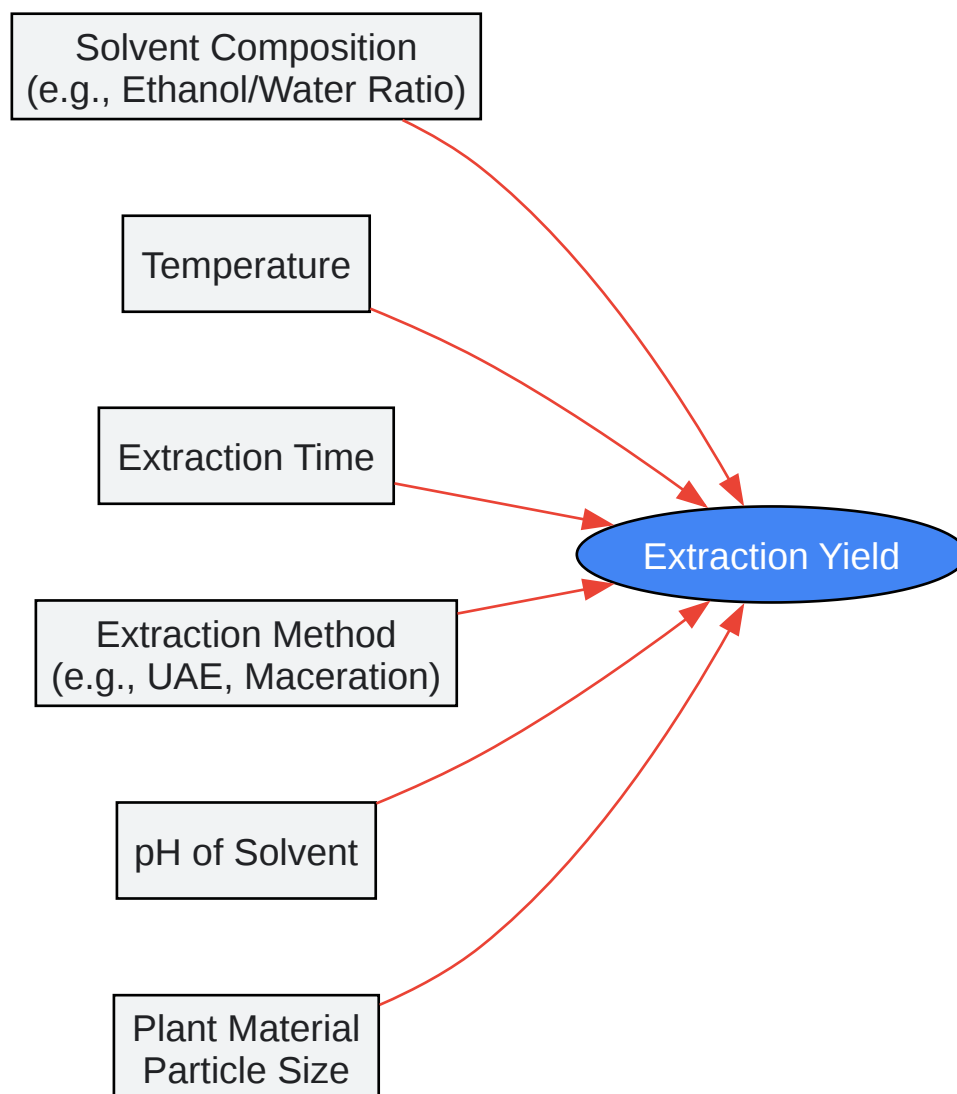 Solvent Composition
(e.g., Ethanol/Water Ratio)
Temperature
Extraction Time
Extraction Yield
Extraction Method
(e.g., UAE, Maceration)
pH of Solvent
Plant Material
Particle Size